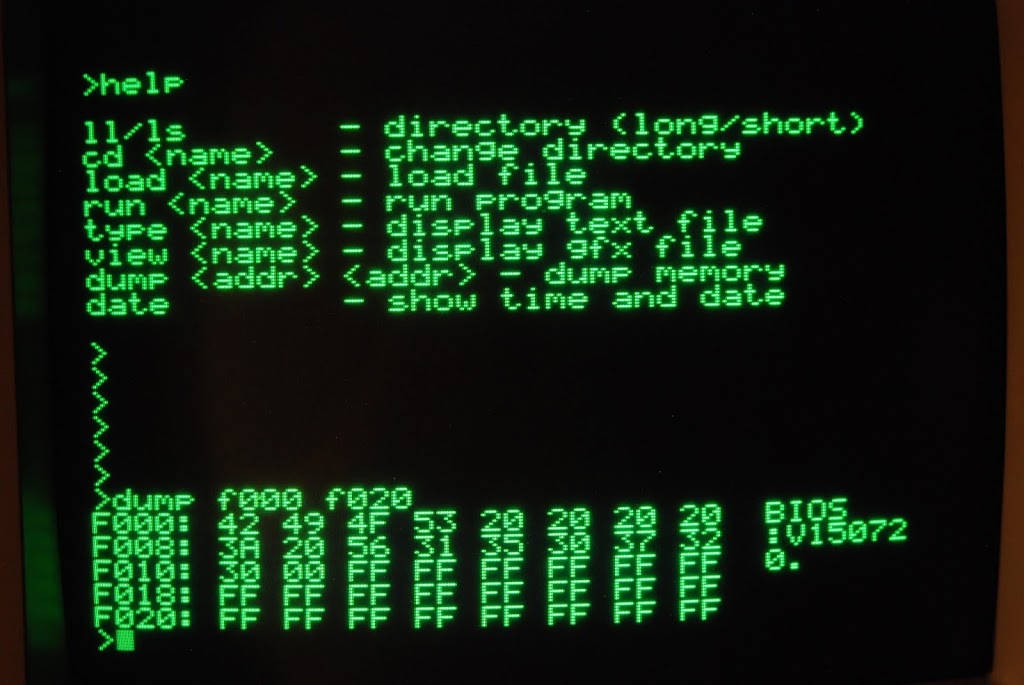 >help
ll/ls - directory (long/short)
cd <name> - change directory
load <name> - load file
run <name> - run program
type <name> - display text file
view <name> - display gfx file
dump <addr> <addr> - dump memory
date - show time and date
>
>
>
>
>
>
>dump f000 f020
F000: 42 49 4F 53 20 20 20 20 BIOS
F008: 3A 20 56 31 35 30 37 32 :V15072
F010: 30 00 FF FF FF FF FF FF 0.
F018: FF FF FF FF FF FF FF FF
F020: FF FF FF FF FF FF FF FF
>